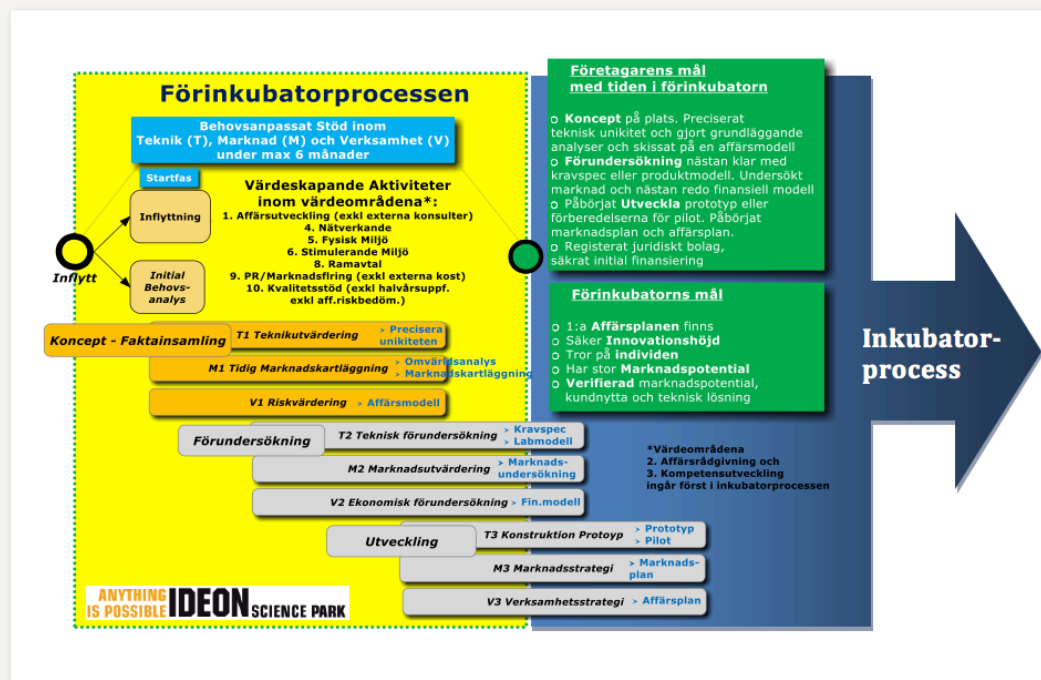 Förinkubatorprocessen
Behovsanpassat Stöd inom
Teknik (T), Marknad (M) och Verksamhet (V)
under max 6 månader
Startfas
Inflyttning
Inflytt
Initial
Behovs-
analys
Värdeskapande Aktiviteter
inom värdeområdena*:
1. Affärsutveckling (exkl externa konsulter)
4. Nätverkande
5. Fysisk Miljö
6. Stimulerande Miljö
8. Ramavtal
9. PR/Marknadsflring (exkl externa kost)
10. Kvalitetsstöd (exkl halvårsuppf.
exkl aff.riskbedöm.)
Koncept - Faktainsamling
T1 Teknikutvärdering
> Precisera
unikiteten
M1 Tidig Marknadskartläggning
> Omvärldsanalys
> Marknadskartläggning
V1 Riskvärdering
> Affärsmodell
Förundersökning
T2 Teknisk förundersökning
> Kravspec
> Labmodell
M2 Marknadsutvärdering
> Marknads-
undersökning
V2 Ekonomisk förundersökning
> Fin.modell
Utveckling
T3 Konstruktion Protoyp
> Prototyp
> Pilot
M3 Marknadsstrategi
> Marknads-
plan
V3 Verksamhetsstrategi
> Affärsplan
ANYTHING
IS POSSIBLE IDEON SCIENCE PARK
Företagarens mål
med tiden i förinkubatorn
o Koncept på plats. Preciserat
teknisk unikitet och gjort grundläggande
analyser och skissat på en affärsmodell
o Förundersökning nästan klar med
kravspec eller produktmodell. Undersökt
marknad och nästan redo finansiell modell
o Påbörjat Utveckla prototyp eller
förberedelserna för pilot. Påbörjat
marknadsplan och affärsplan.
o Registerat juridiskt bolag,
säkrat initial finansiering
Förinkubatorns mål
o 1:a Affärsplanen finns
o Säker Innovationshöjd
o Tror på individen
o Har stor Marknadspotential
o Verifierad marknadspotential,
kundnytta och teknisk lösning
*Värdeområdena
2. Affärsrådgivning och
3. Kompetensutveckling
ingår först i inkubatorprocessen
Inkubator-
process